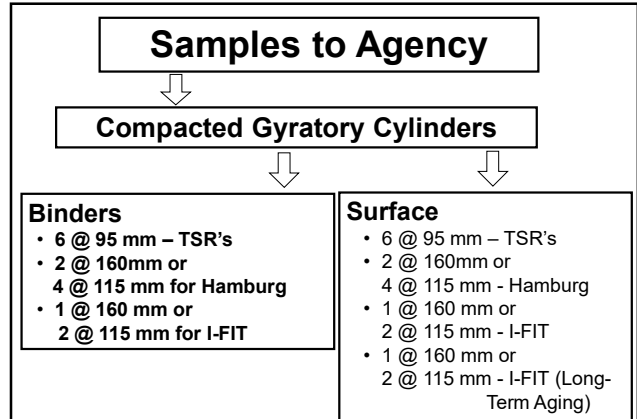 Samples to Agency
Compacted Gyratory Cylinders
Binders
• 6 @ 95 mm – TSR's
• 2 @ 160mm or
4 @ 115 mm for Hamburg
• 1 @ 160 mm or
2 @ 115 mm for I-FIT
Surface
• 6 @ 95 mm – TSR's
• 2 @ 160mm or
4 @ 115 mm - Hamburg
• 1 @ 160 mm or
2 @ 115 mm - I-FIT
• 1 @ 160 mm or
2 @ 115 mm - I-FIT (Long-
Term Aging)